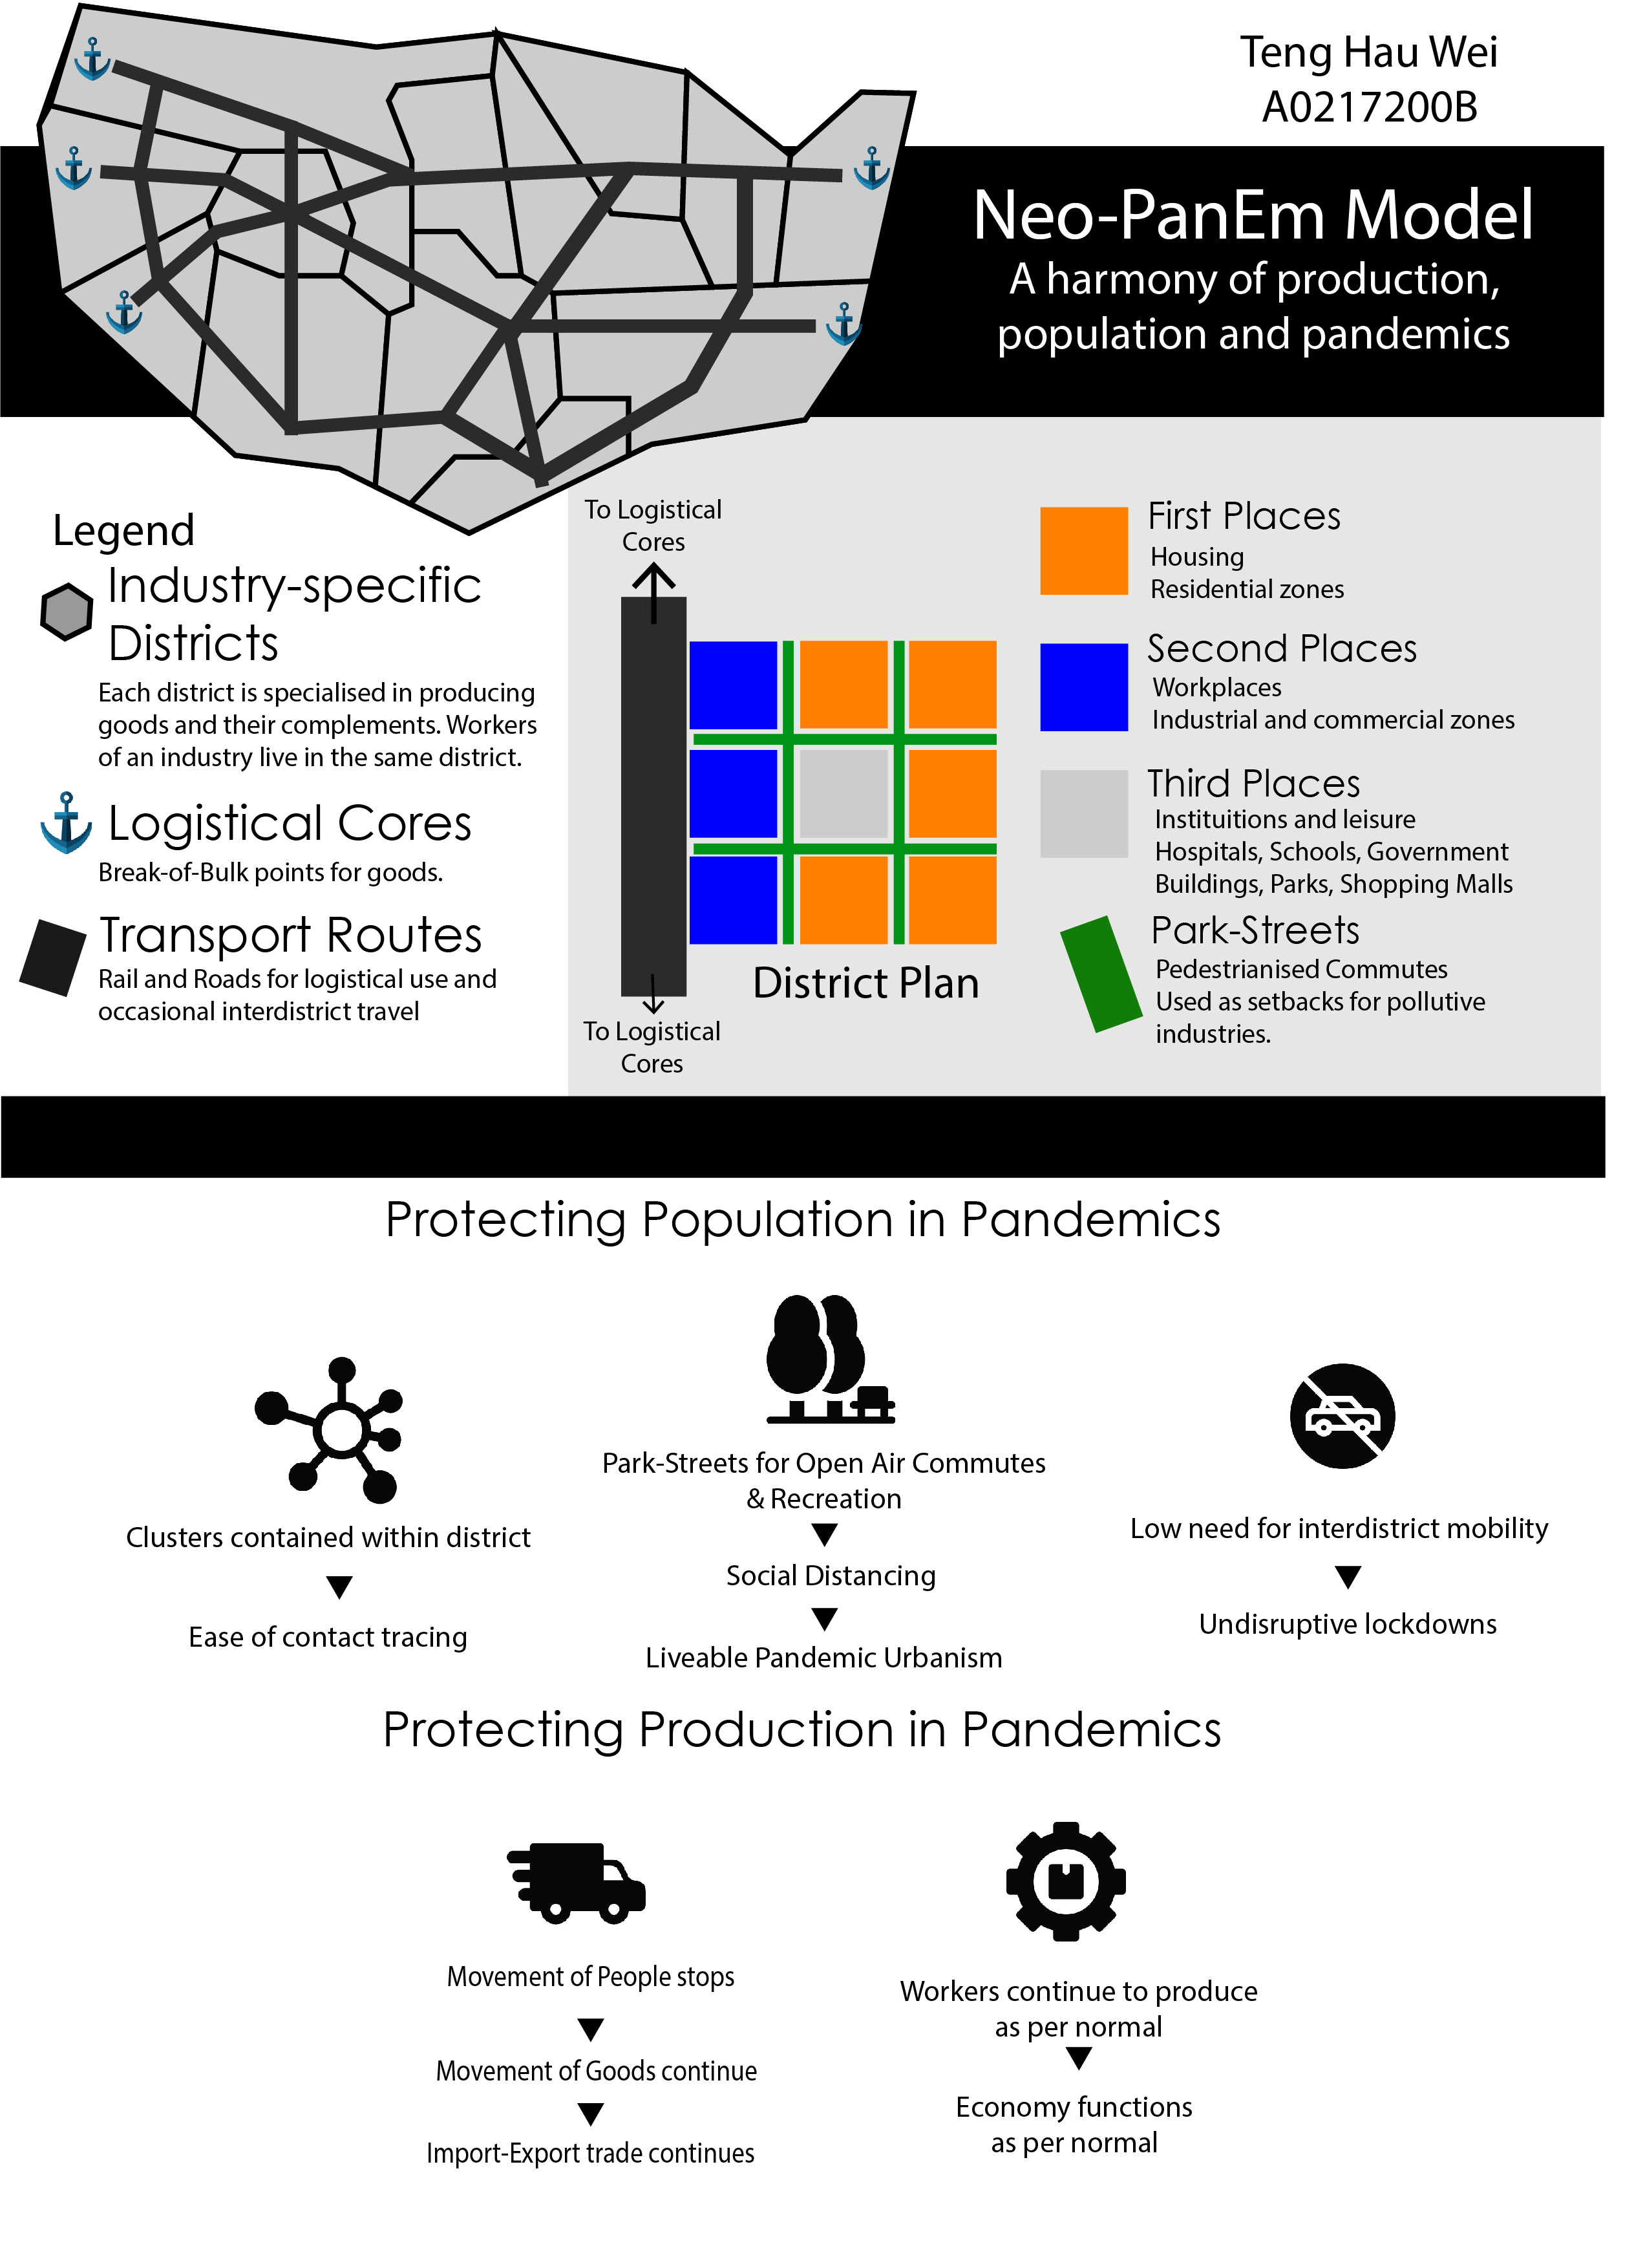 Teng Hau Wei
A0217200B
Neo-PanEm Model
A harmony of production,
population and pandemics
Legend
Industry-specific
Districts
Each district is specialised in producing
goods and their complements. Workers
of an industry live in the same district.
Logistical Cores
Break-of-Bulk points for goods.
Transport Routes
Rail and Roads for logistical use and
occasional interdistrict travel
To Logistical
Cores
District Plan
To Logistical
Cores
First Places
Housing
Residential zones
Second Places
Workplaces
Industrial and commercial zones
Third Places
Instituitions and leisure
Hospitals, Schools, Government
Buildings, Parks, Shopping Malls
Park-Streets
Pedestrianised Commutes
Used as setbacks for pollutive
industries.
Protecting Population in Pandemics
Clusters contained within district
Ease of contact tracing
Park-Streets for Open Air Commutes
& Recreation
Social Distancing
Liveable Pandemic Urbanism
Low need for interdistrict mobility
Undisruptive lockdowns
Protecting Production in Pandemics
Movement of People stops
Movement of Goods continue
Import-Export trade continues
Workers continue to produce
as per normal
Economy functions
as per normal